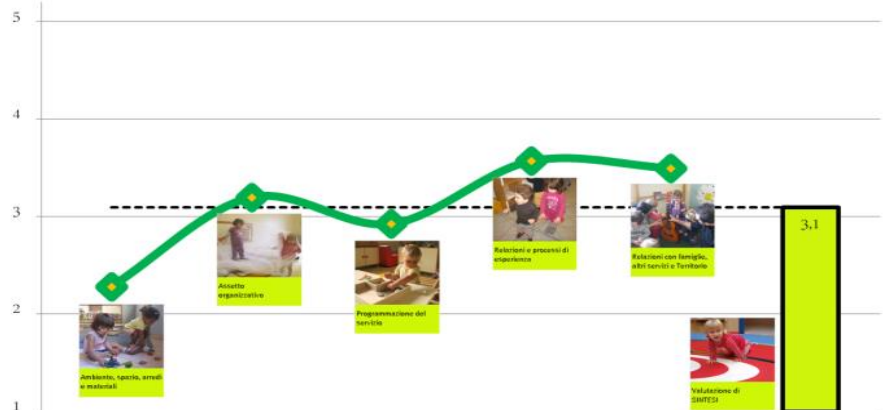 5
4
3
2
1
Ambiente, spazio, arredi
e materiali
Assetto
organizzativo
Programmazione del
servizio
Relazioni e processi di
esperienza
Relazioni con famiglie,
altri servizi e Territorio
Valutazione di
SINTESI
3,1